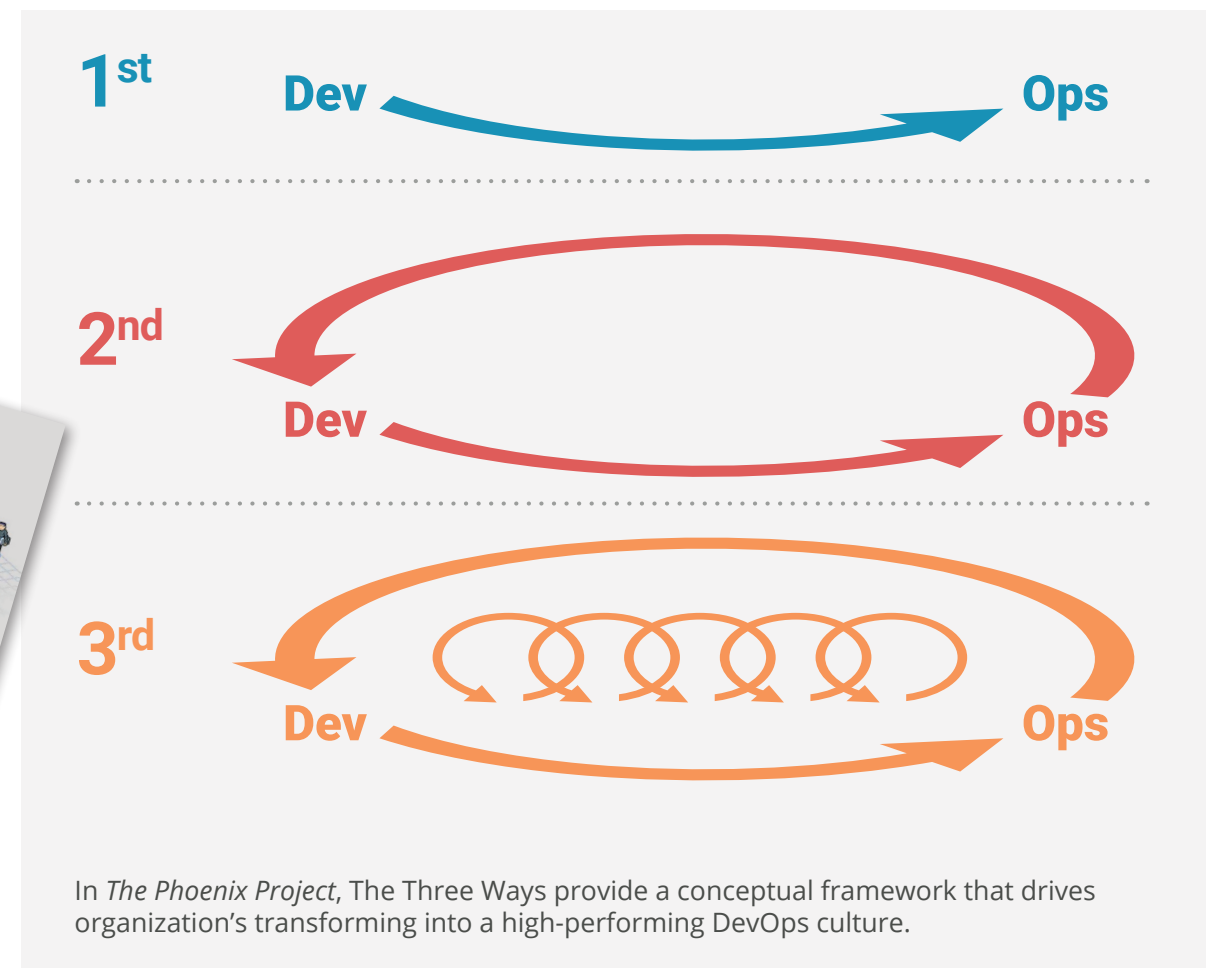 1st
Dev Ops
2nd
Dev Ops
3rd
Dev Ops
In The Phoenix Project, The Three Ways provide a conceptual framework that drives
organization’s transforming into a high-performing DevOps culture.